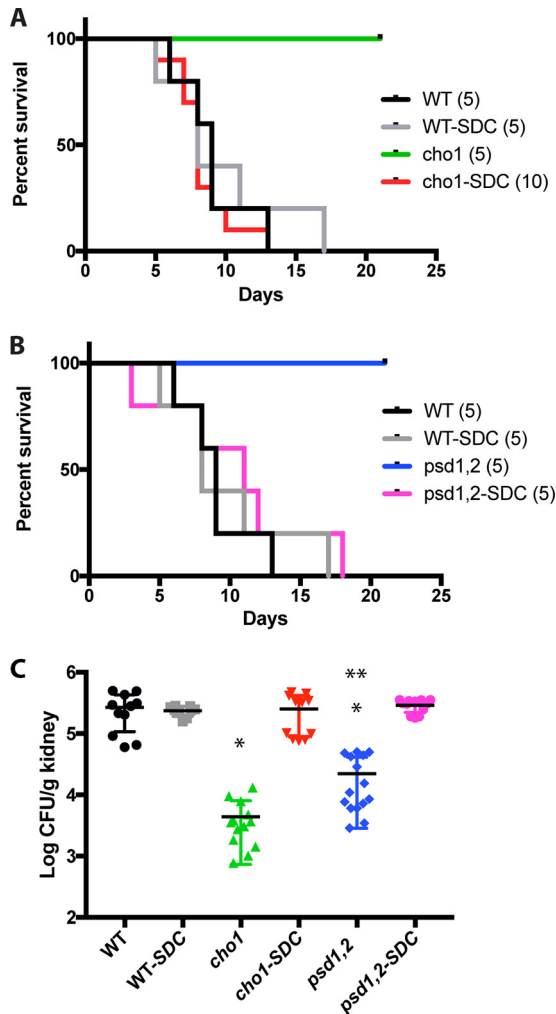 A
Percent survival
100
50
0
0 5 10 15 20 25
Days
WT (5)
WT-SDC (5)
cho1 (5)
cho1-SDC (10)
B
Percent survival
100
50
0
0 5 10 15 20 25
Days
WT (5)
WT-SDC (5)
psd1,2 (5)
psd1,2-SDC (5)
C
Log CFU/g kidney
6
5
4
3
2
*
**
*
WT
WT-SDC
cho1
cho1-SDC
psd1,2
psd1,2-SDC